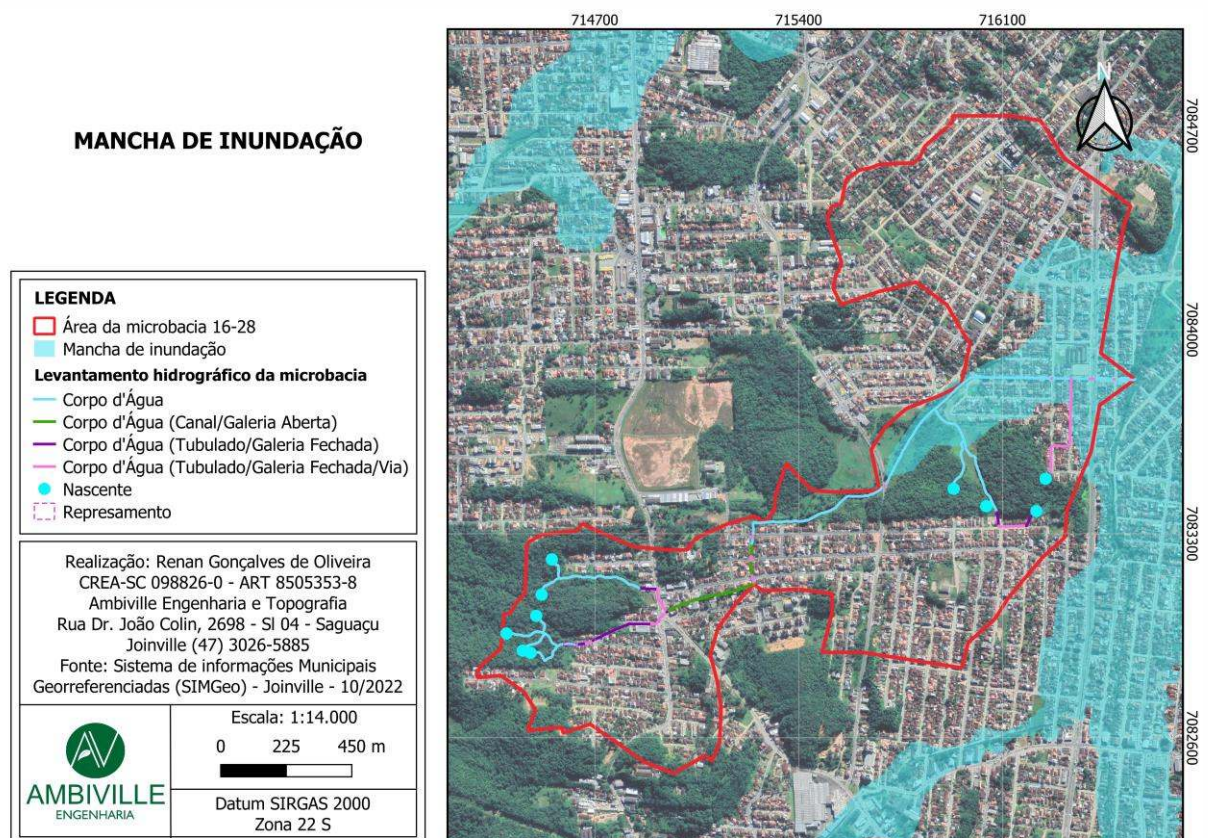 MANCHA DE INUNDAÇÃO
LEGENDA
Área da microbacia 16-28
Mancha de inundação
Levantamento hidrográfico da microbacia
Corpo d'Água
Corpo d'Água (Canal/Galeria Aberta)
Corpo d'Água (Tubulado/Galeria Fechada)
Corpo d'Água (Tubulado/Galeria Fechada/Via)
Nascente
Represamento
Realização: Renan Gonçalves de Oliveira
CREA-SC 098826-0 - ART 8505353-8
Ambiville Engenharia e Topografia
Rua Dr. João Colin, 2698 - Sl 04 - Saguaçu
Joinville (47) 3026-5885
Fonte: Sistema de informações Municipais
Georreferenciadas (SIMGeo) - Joinville - 10/2022
AV
AMBIVILLE
ENGENHARIA
Escala: 1:14.000
0 225 450 m
Datum SIRGAS 2000
Zona 22 S
714700 715400 716100
N
7084700
7084000
7083300
7082600